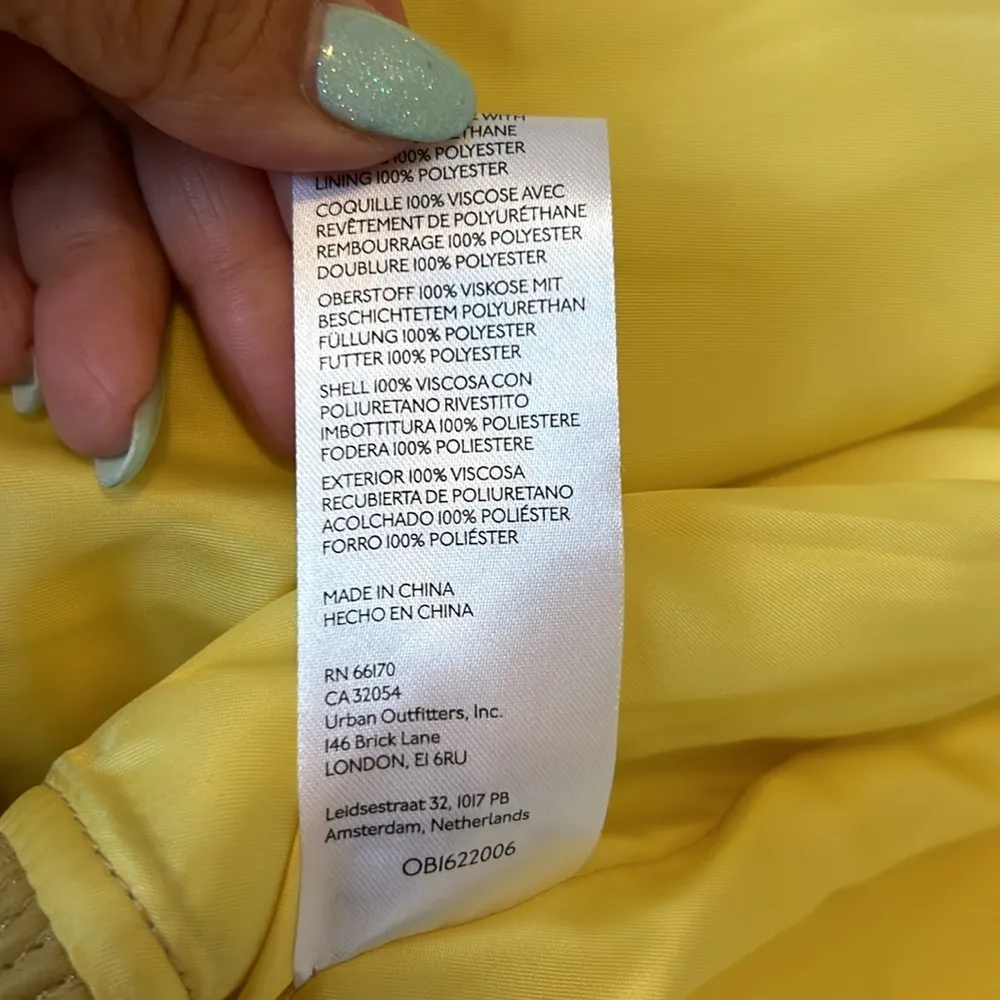 WITH
100% POLYESTER
LINING 100% POLYESTER
COQUILLE 100% VISCOSE AVEC
REVÊTEMENT DE POLYURÉTHANE
REMBOURRAGE 100% POLYESTER
DOUBLURE 100% POLYESTER
OBERSTOFF 100% VISKOSE MIT
BESCHICHTETEM POLYURETHAN
FÜLLUNG 100% POLYESTER
FUTTER 100% POLYESTER
SHELL 100% VISCOSA CON
POLIURETANO RIVESTITO
IMBOTTITURA 100% POLIESTERE
FODERA 100% POLIESTERE
EXTERIOR 100% VISCOSA
RECUBIERTA DE POLIURETANO
ACOLCHADO 100% POLIÉSTER
FORRO 100% POLIÉSTER
MADE IN CHINA
HECHO EN CHINA
RN 66170
CA 32054
Urban Outfitters, Inc.
146 Brick Lane
LONDON, E1 6RU
Leidsestraat 32, 1017 PB
Amsterdam, Netherlands
OB1622006